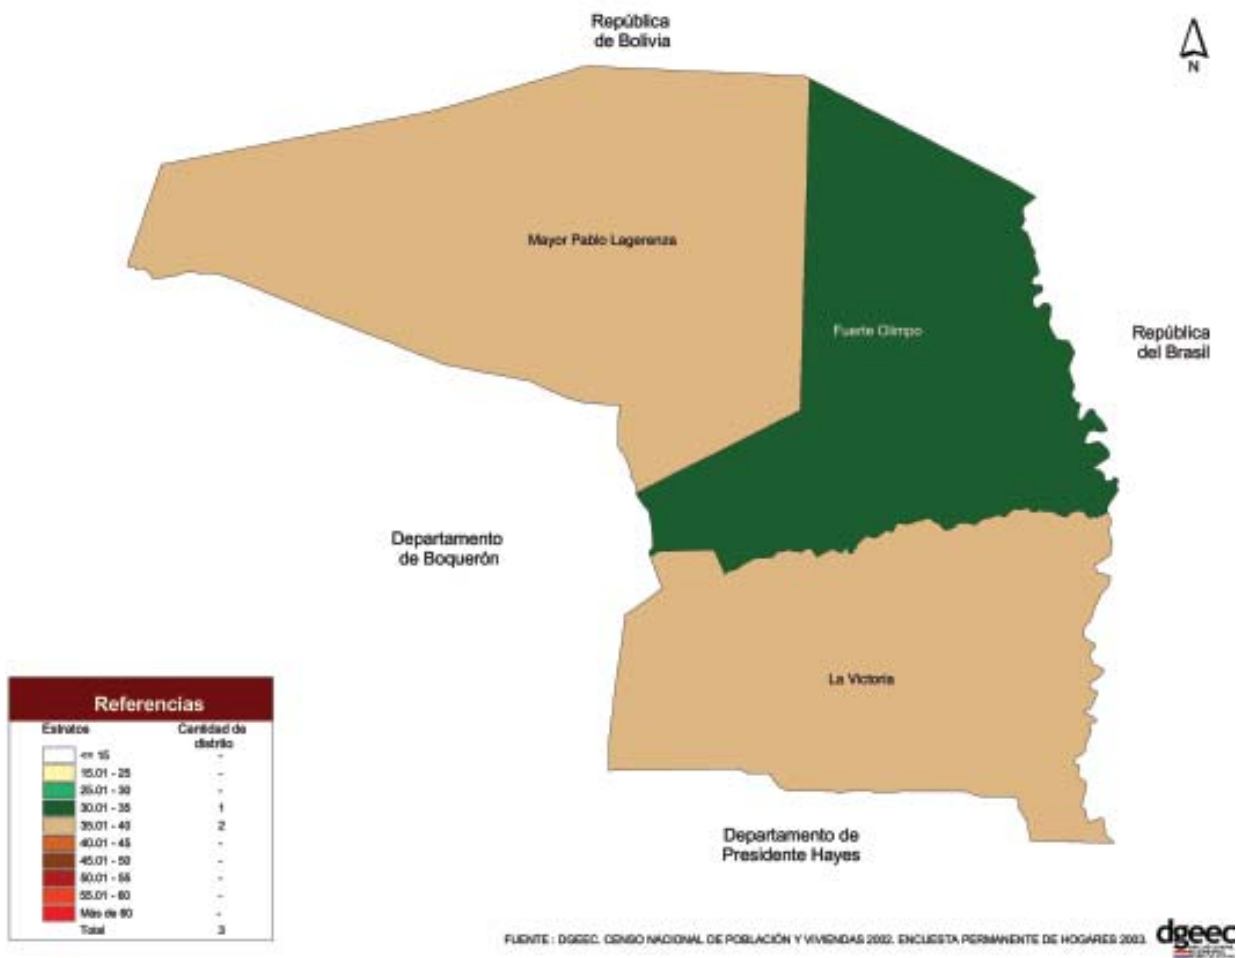 República
de Bolivia
N
Mayor Pablo Lagerenza
Fuerte Olimpo
República
del Brasil
Departamento
de Boquerón
La Victoria
Departamento de
Presidente Hayes
Referencias
Estratos Cantidad de distrito
<= 15 -
15.01 - 25 -
25.01 - 30 -
30.01 - 35 1
35.01 - 40 2
40.01 - 45 -
45.01 - 50 -
50.01 - 55 -
55.01 - 60 -
Más de 60 -
Total 3
FUENTE : DGEEC. CENSO NACIONAL DE POBLACIÓN Y VIVIENDAS 2002. ENCUESTA PERMANENTE DE HOGARES 2003.
dgeec